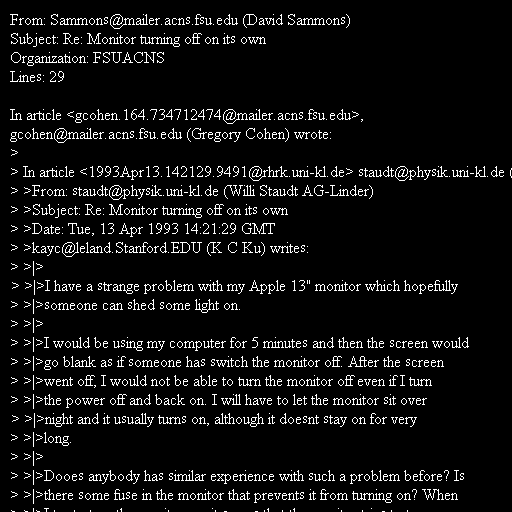 From: Sammons@mailer.acns.fsu.edu (David Sammons)
Subject: Re: Monitor turning off on its own
Organization: FSUACNS
Lines: 29

In article <gcohen.164.734712474@mailer.acns.fsu.edu>,
gcohen@mailer.acns.fsu.edu (Gregory Cohen) wrote:
>
> In article <1993Apr13.142129.9491@rhrk.uni-kl.de> staudt@physik.uni-kl.de (
> >From: staudt@physik.uni-kl.de (Willi Staudt AG-Linder)
> >Subject: Re: Monitor turning off on its own
> >Date: Tue, 13 Apr 1993 14:21:29 GMT
> >kayc@leland.Stanford.EDU (K C Ku) writes:
> >|>
> >|>I have a strange problem with my Apple 13" monitor which hopefully
> >|>someone can shed some light on.
> >|>
> >|>I would be using my computer for 5 minutes and then the screen would
> >|>go blank as if someone has switch the monitor off. After the screen
> >|>went off, I would not be able to turn the monitor off even if I turn
> >|>the power off and back on. I will have to let the monitor sit over
> >|>night and it usually turns on, although it doesnt stay on for very
> >|>long.
> >|>
> >|>Dooes anybody has similar experience with such a problem before? Is
> >|>there some fuse in the monitor that prevents it from turning on? When